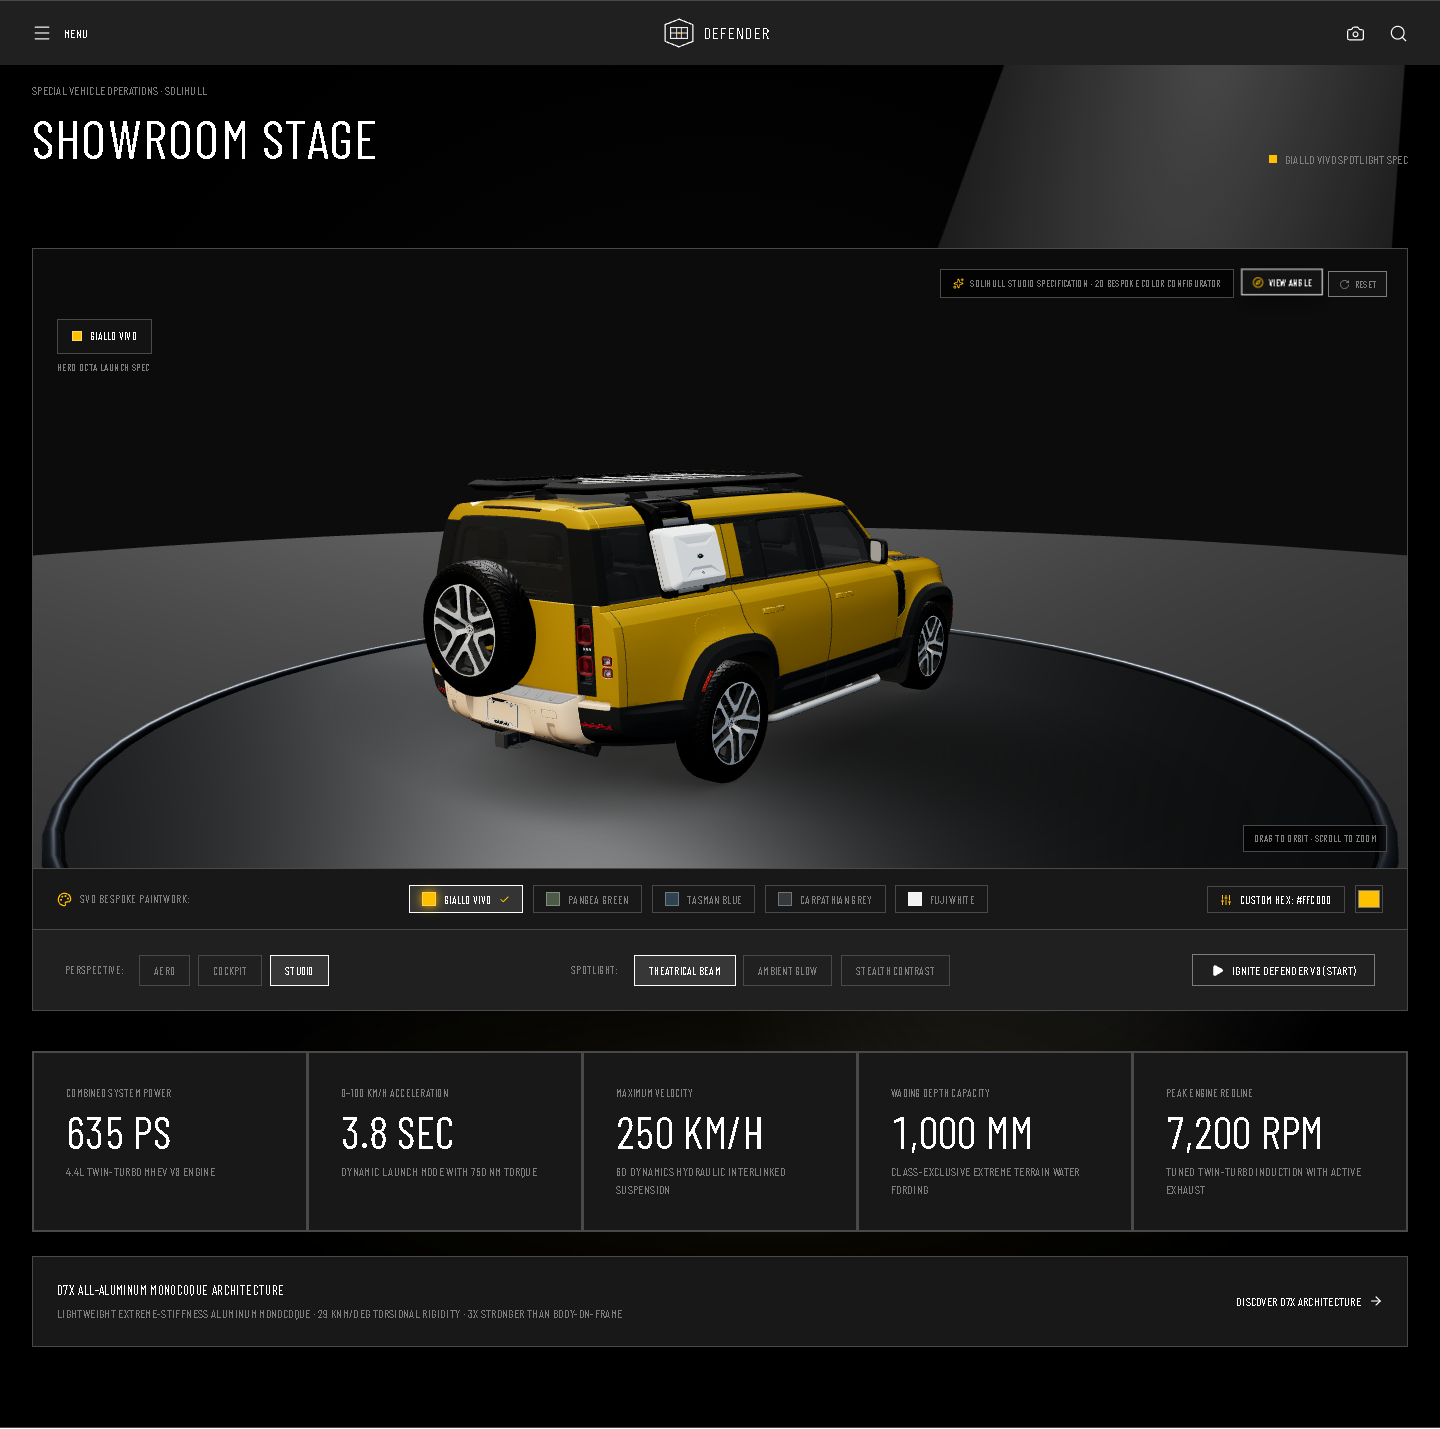 MENU
DEFENDER
SPECIAL VEHICLE OPERATIONS · SOLIHULL
SHOWROOM STAGE
GIALLO VIVO SPOTLIGHT SPEC
SOLIHULL STUDIO SPECIFICATION · 20 BESPOKE COLOR CONFIGURATOR
VIEW ANGLE
RESET
GIALLO VIVO
HERO OCTA LAUNCH SPEC
DRAG TO ORBIT · SCROLL TO ZOOM
SVO BESPOKE PAINTWORK:
GIALLO VIVO
PANGEA GREEN
TASMAN BLUE
CARPATHIAN GREY
FUJI WHITE
CUSTOM HEX: #FFC000
PERSPECTIVE:
AERO
COCKPIT
STUDIO
SPOTLIGHT:
THEATRICAL BEAM
AMBIENT GLOW
STEALTH CONTRAST
IGNITE DEFENDER V8 (START)
COMBINED SYSTEM POWER
635 PS
4.4L TWIN-TURBO MHEV V8 ENGINE
0-100 KM/H ACCELERATION
3.8 SEC
DYNAMIC LAUNCH MODE WITH 750 NM TORQUE
MAXIMUM VELOCITY
250 KM/H
6D DYNAMICS HYDRAULIC INTERLINKED
SUSPENSION
WADING DEPTH CAPACITY
1,000 MM
CLASS-EXCLUSIVE EXTREME TERRAIN WATER
FORDING
PEAK ENGINE REDLINE
7,200 RPM
TUNED TWIN-TURBO INDUCTION WITH ACTIVE
EXHAUST
D7X ALL-ALUMINUM MONOCOQUE ARCHITECTURE
LIGHTWEIGHT EXTREME-STIFFNESS ALUMINUM MONOCOQUE · 29 KNM/DEG TORSIONAL RIGIDITY · 3X STRONGER THAN BODY-ON-FRAME
DISCOVER D7X ARCHITECTURE